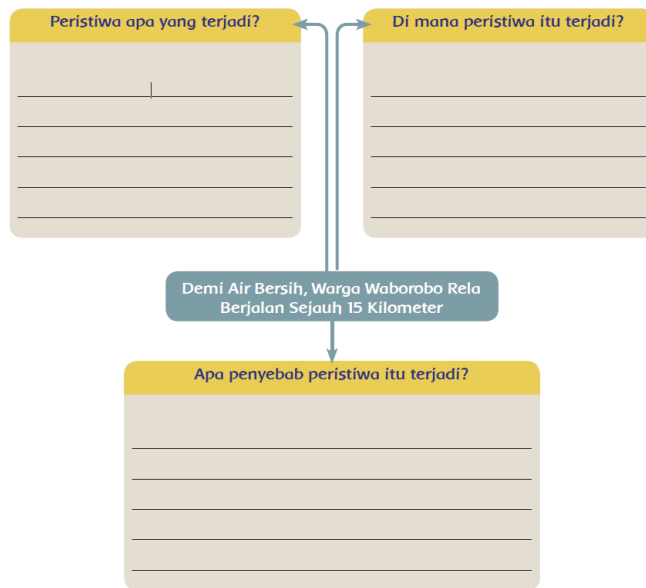 Peristiwa apa yang terjadi?
Di mana peristiwa itu terjadi?
Demi Air Bersih, Warga Waborobo Rela
Berjalan Sejauh 15 Kilometer
Apa penyebab peristiwa itu terjadi?